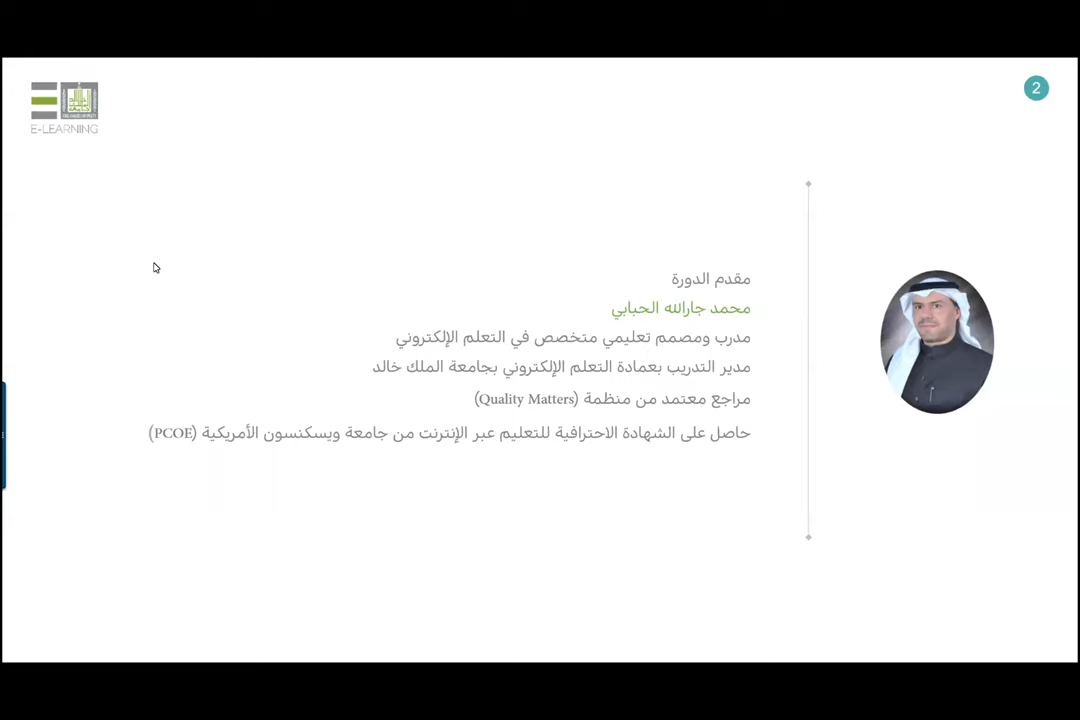 E-LEARNING
2
مقدم الدورة
محمد جارالله الحبابي
مدرب ومصمم تعليمي متخصص في التعلم الإلكتروني
مدير التدريب بعمادة التعلم الإلكتروني بجامعة الملك خالد
مراجع معتمد من منظمة (Quality Matters)
حاصل على الشهادة الاحترافية للتعليم عبر الإنترنت من جامعة ويسكنسون الأمريكية (PCOE)